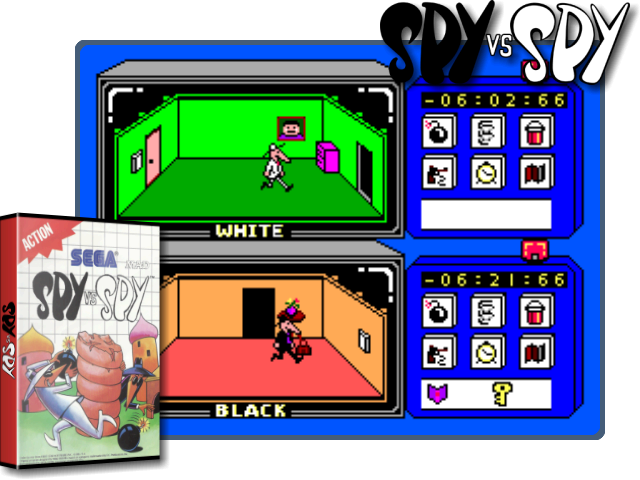 SPY VS SPY
-06:02:66
WHITE
-06:21:66
BLACK
ACTION
SEGA
SPY VS SPY
SPY VS SPY